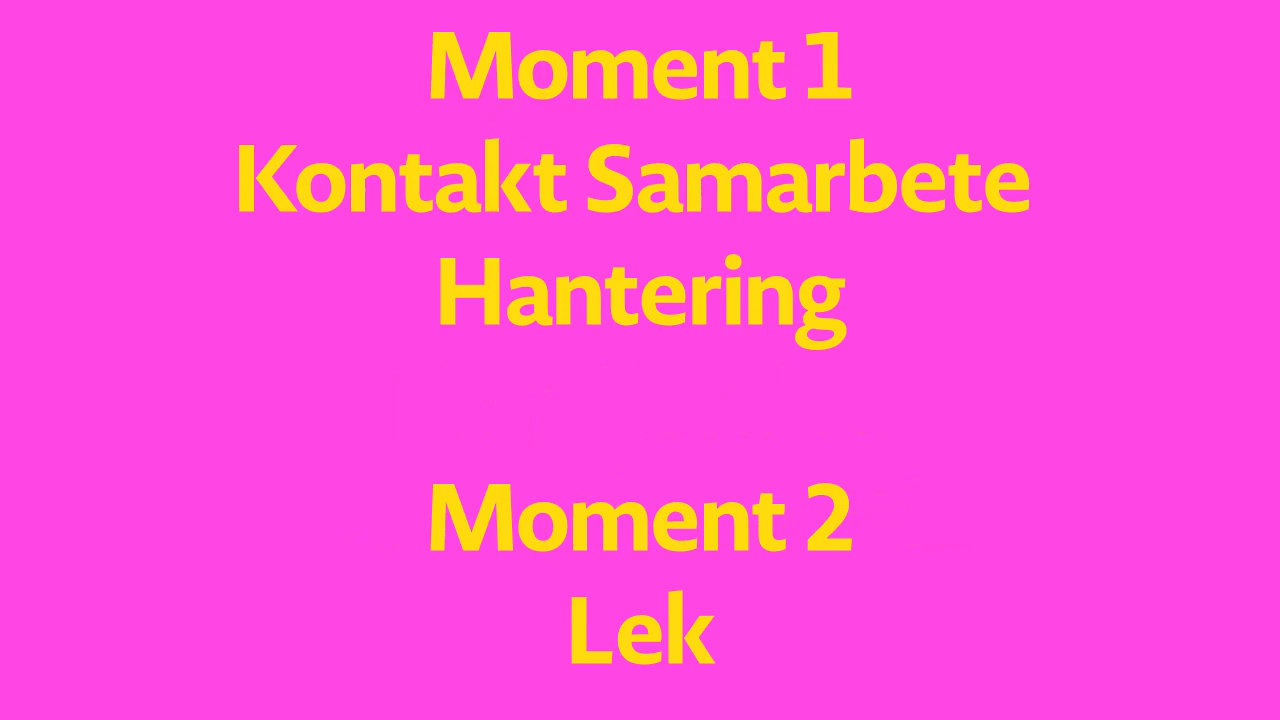 Moment 1
Kontakt Samarbete
Hantering
Moment 2
Lek